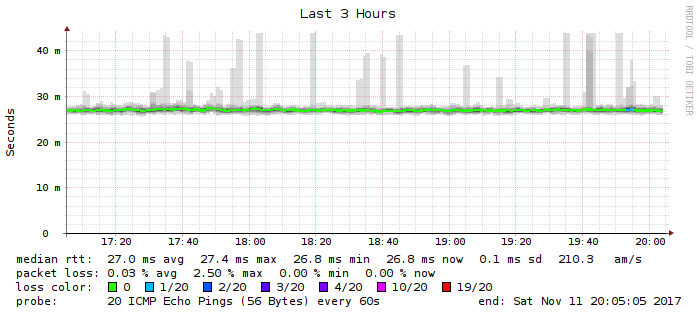 Last 3 Hours
RRDTOOL / TOBI OETIKER
Seconds
40 m
30 m
20 m
10 m
0
17:20 17:40 18:00 18:20 18:40 19:00 19:20 19:40 20:00
median rtt: 27.0 ms avg 27.4 ms max 26.8 ms min 26.8 ms now 0.1 ms sd 210.3 am/s
packet loss: 0.03 % avg 2.50 % max 0.00 % min 0.00 % now
loss color: 0 1/20 2/20 3/20 4/20 10/20 19/20
probe: 20 ICMP Echo Pings (56 Bytes) every 60s end: Sat Nov 11 20:05:05 2017